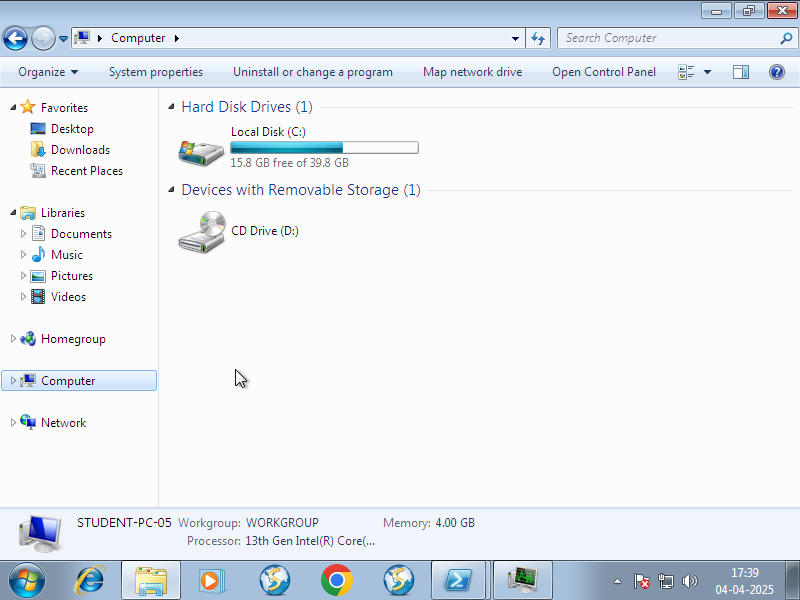 Computer
Search Computer
Organize
System properties
Uninstall or change a program
Map network drive
Open Control Panel
Favorites
Desktop
Downloads
Recent Places
Libraries
Documents
Music
Pictures
Videos
Homegroup
Computer
Network
Hard Disk Drives (1)
Local Disk (C:)
15.8 GB free of 39.8 GB
Devices with Removable Storage (1)
CD Drive (D:)
STUDENT-PC-05 Workgroup: WORKGROUP Memory: 4.00 GB
Processor: 13th Gen Intel(R) Core(...
17:39
04-04-2025